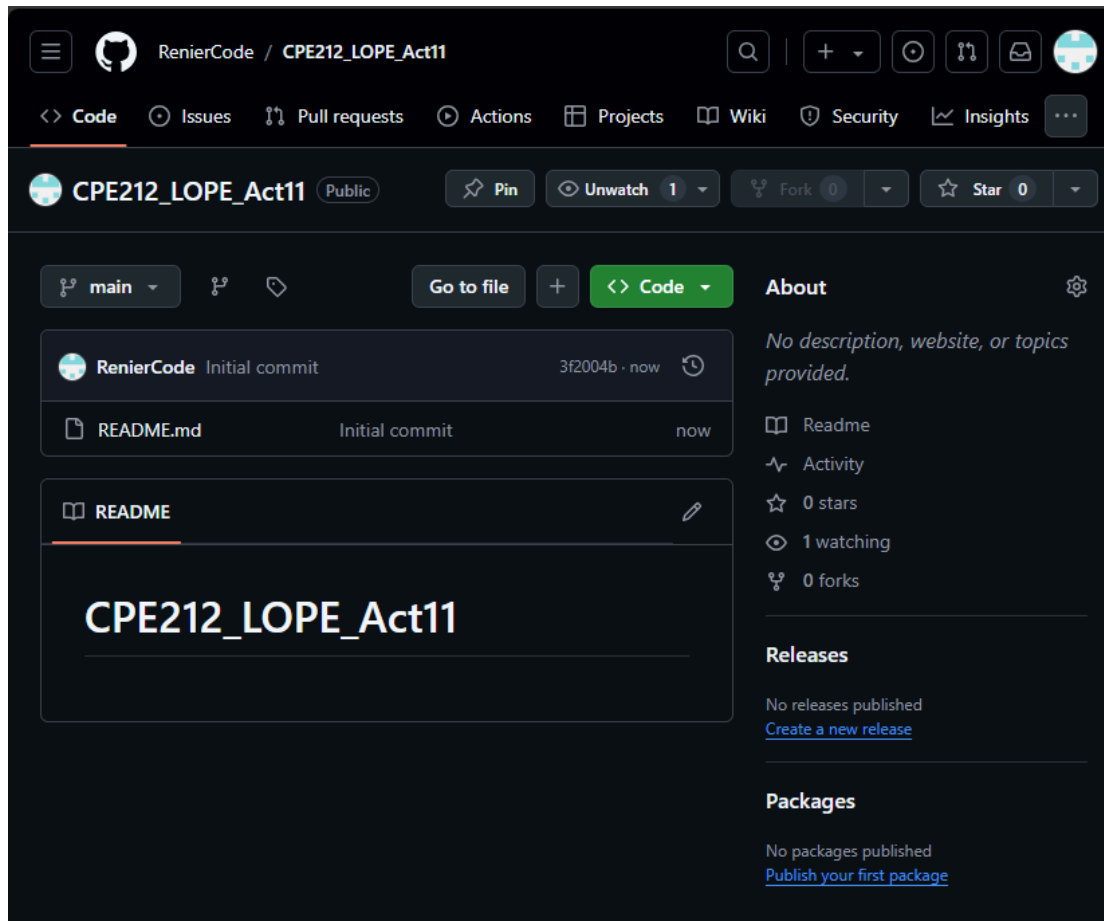 RenierCode / CPE212_LOPE_Act11
Code Issues Pull requests Actions Projects Wiki Security Insights
CPE212_LOPE_Act11 Public Pin Unwatch 1 Fork 0 Star 0
main Go to file Code
RenierCode Initial commit 3f2004b · now
README.md Initial commit now
README
CPE212_LOPE_Act11
About
No description, website, or topics
provided.
Readme
Activity
0 stars
1 watching
0 forks
Releases
No releases published
Create a new release
Packages
No packages published
Publish your first package